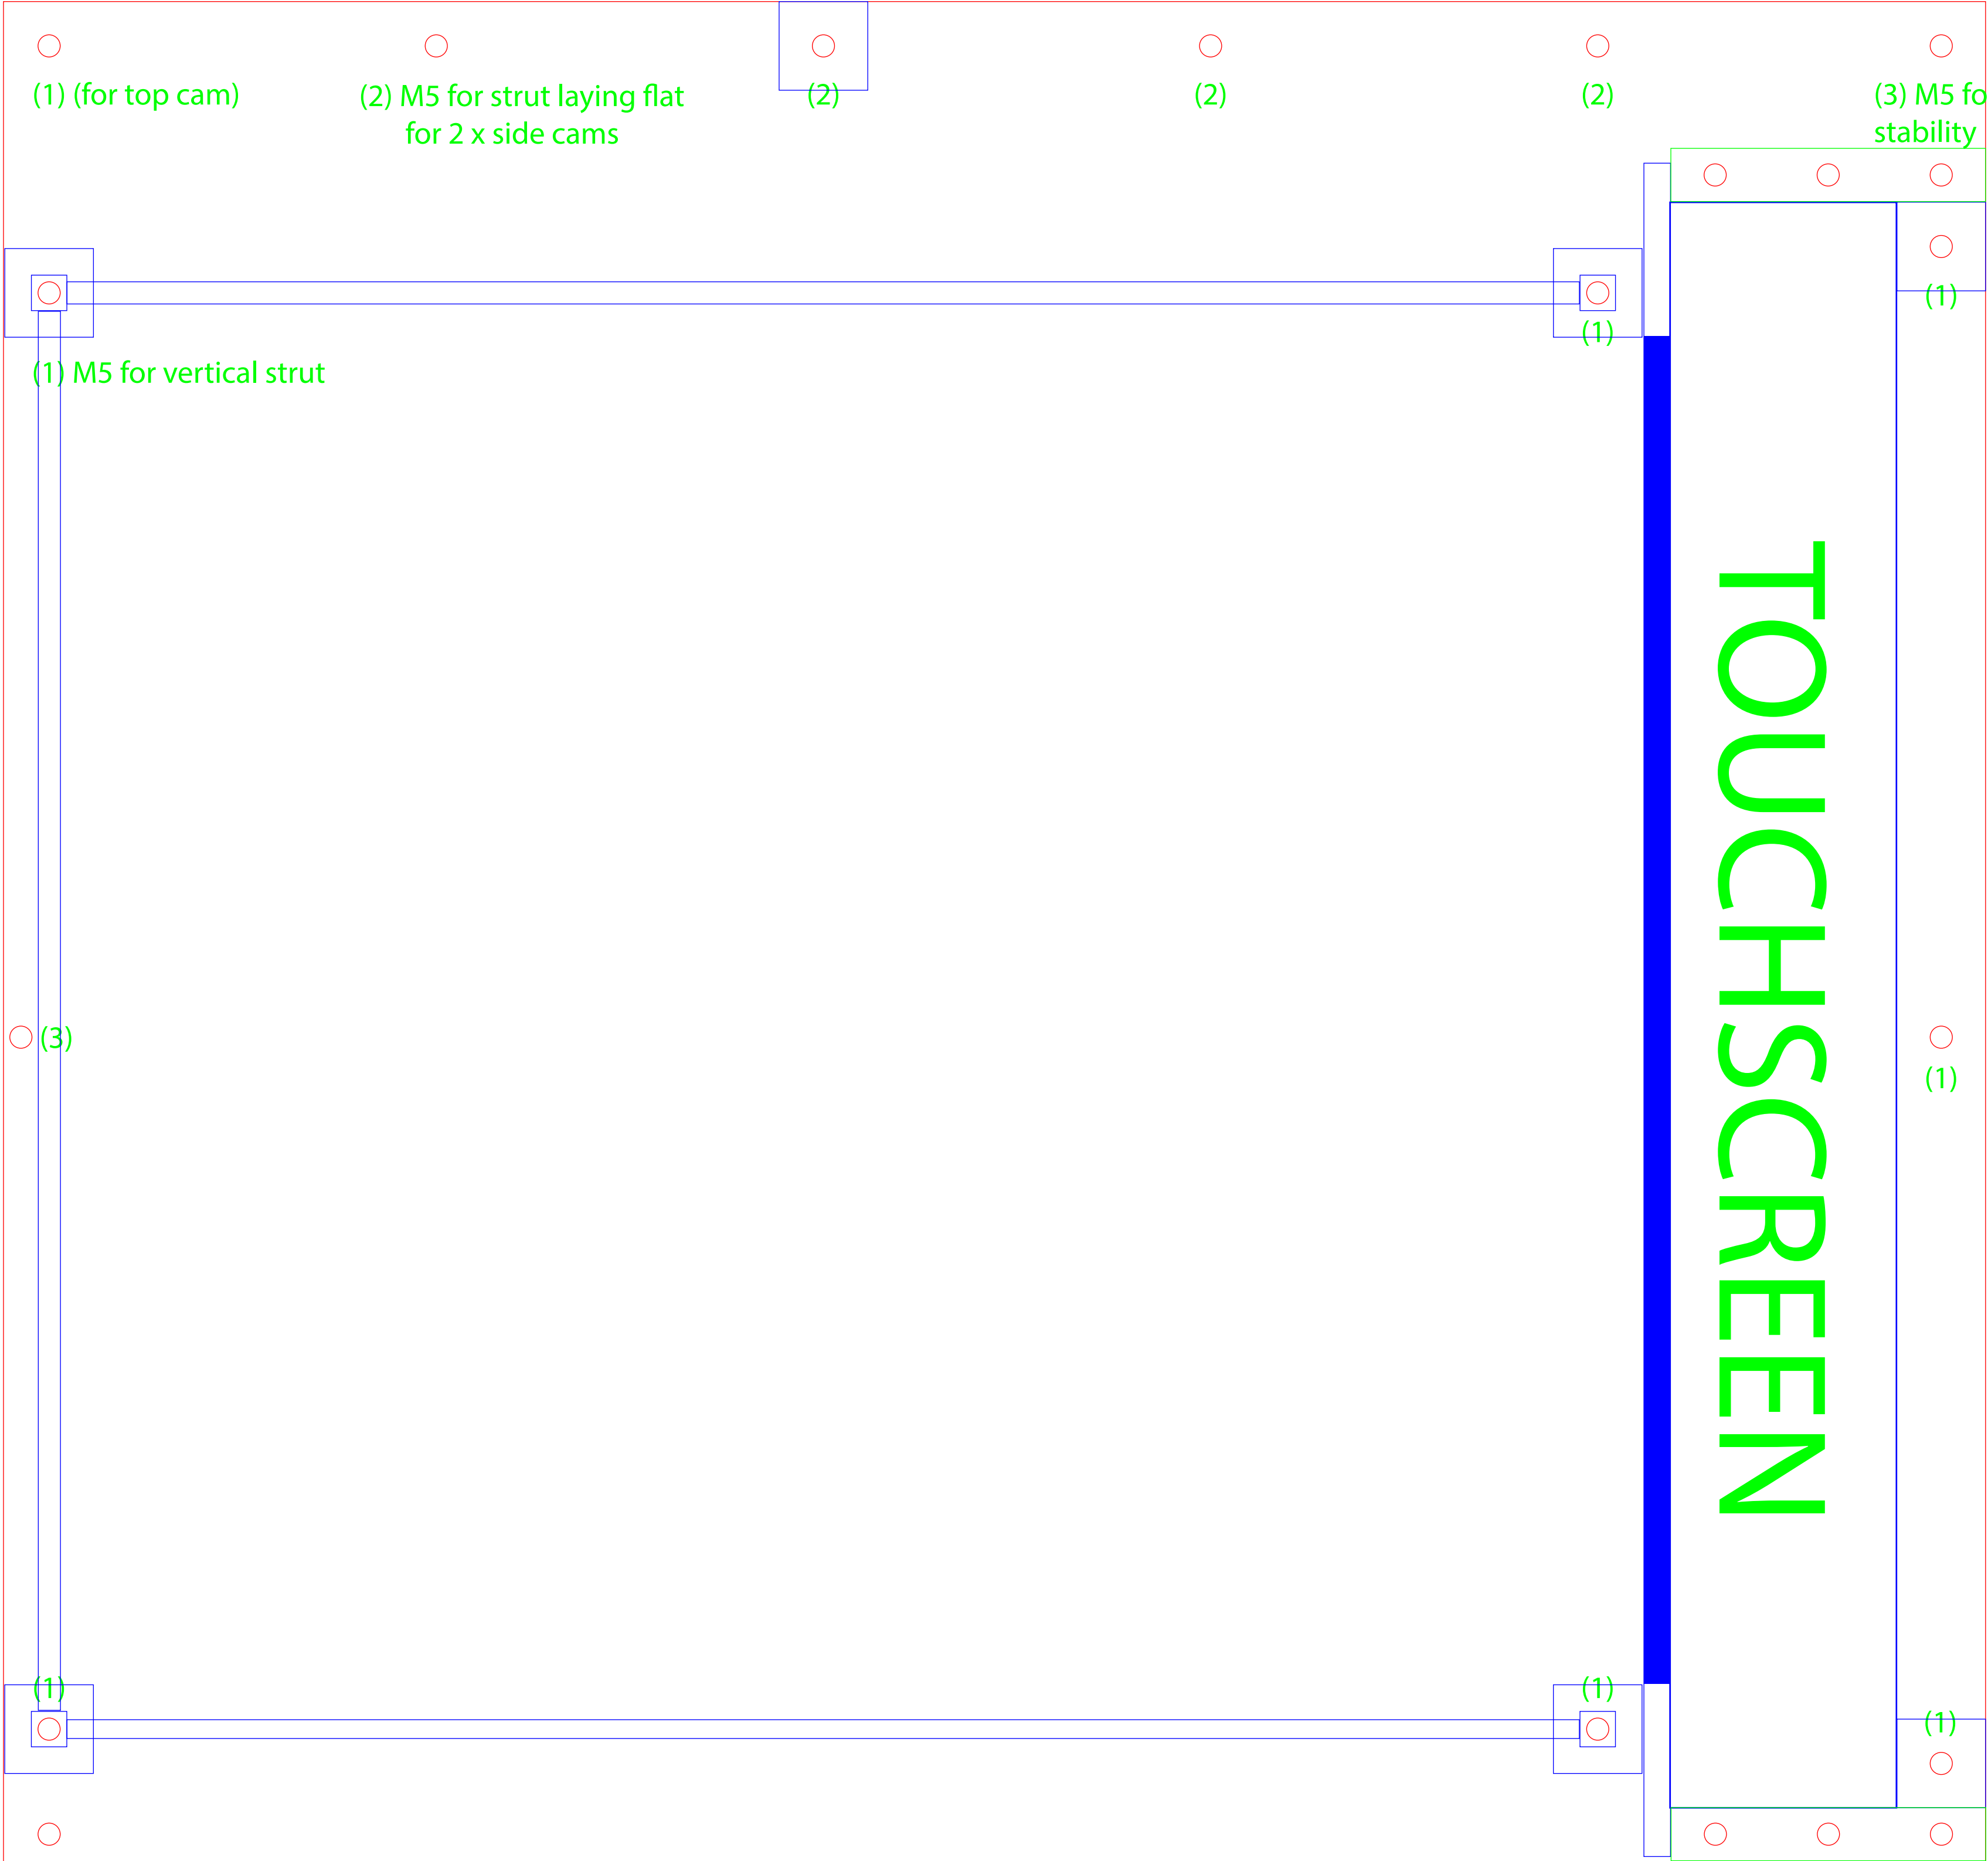 (1) (for top cam)
(2) M5 for strut laying flat
for 2 x side cams
(2)
(2)
(2)
(3) M5 fo
stability
(1)
(1)
(1) M5 for vertical strut
TOUCHSCREEN
(3)
(1)
(1)
(1)
(1)